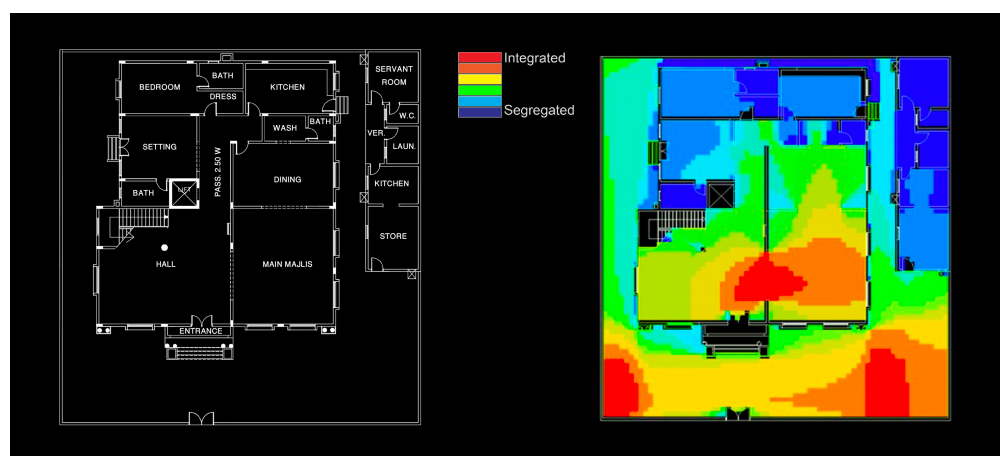 BATH
BEDROOM
DRESS
KITCHEN
SERVANT
ROOM
W.C.
BATH
WASH
VER.
LAUN.
SETTING
PASS. 2.50 W
DINING
KITCHEN
BATH
LIFT
STORE
HALL
MAIN MAJLIS
ENTRANCE
Integrated
Segregated